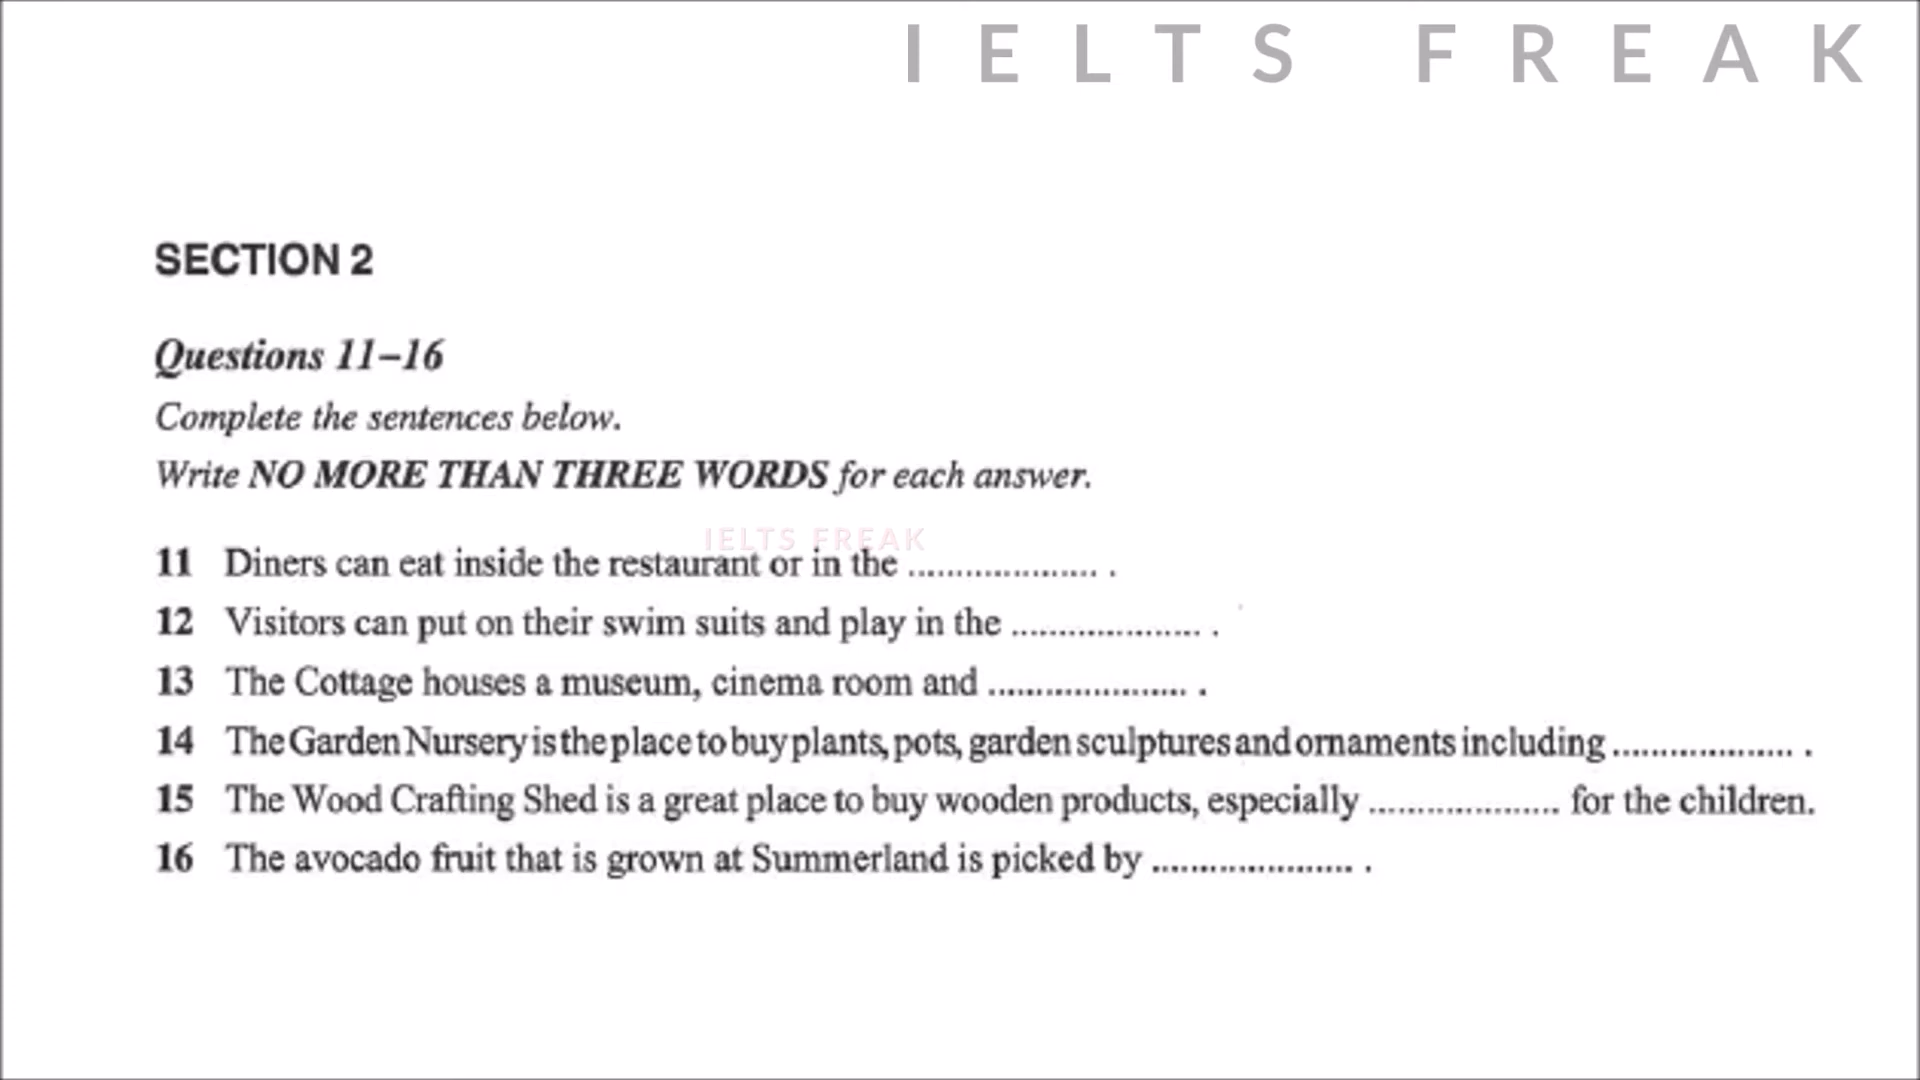 IELTS FREAK
SECTION 2
Questions 11–16
Complete the sentences below.
Write NO MORE THAN THREE WORDS for each answer.
IELTS FREAK
11 Diners can eat inside the restaurant or in the .................... .
12 Visitors can put on their swim suits and play in the .................... .
13 The Cottage houses a museum, cinema room and ..................... .
14 The Garden Nursery is the place to buy plants, pots, garden sculptures and ornaments including ................... .
15 The Wood Crafting Shed is a great place to buy wooden products, especially .................... for the children.
16 The avocado fruit that is grown at Summerland is picked by ..................... .